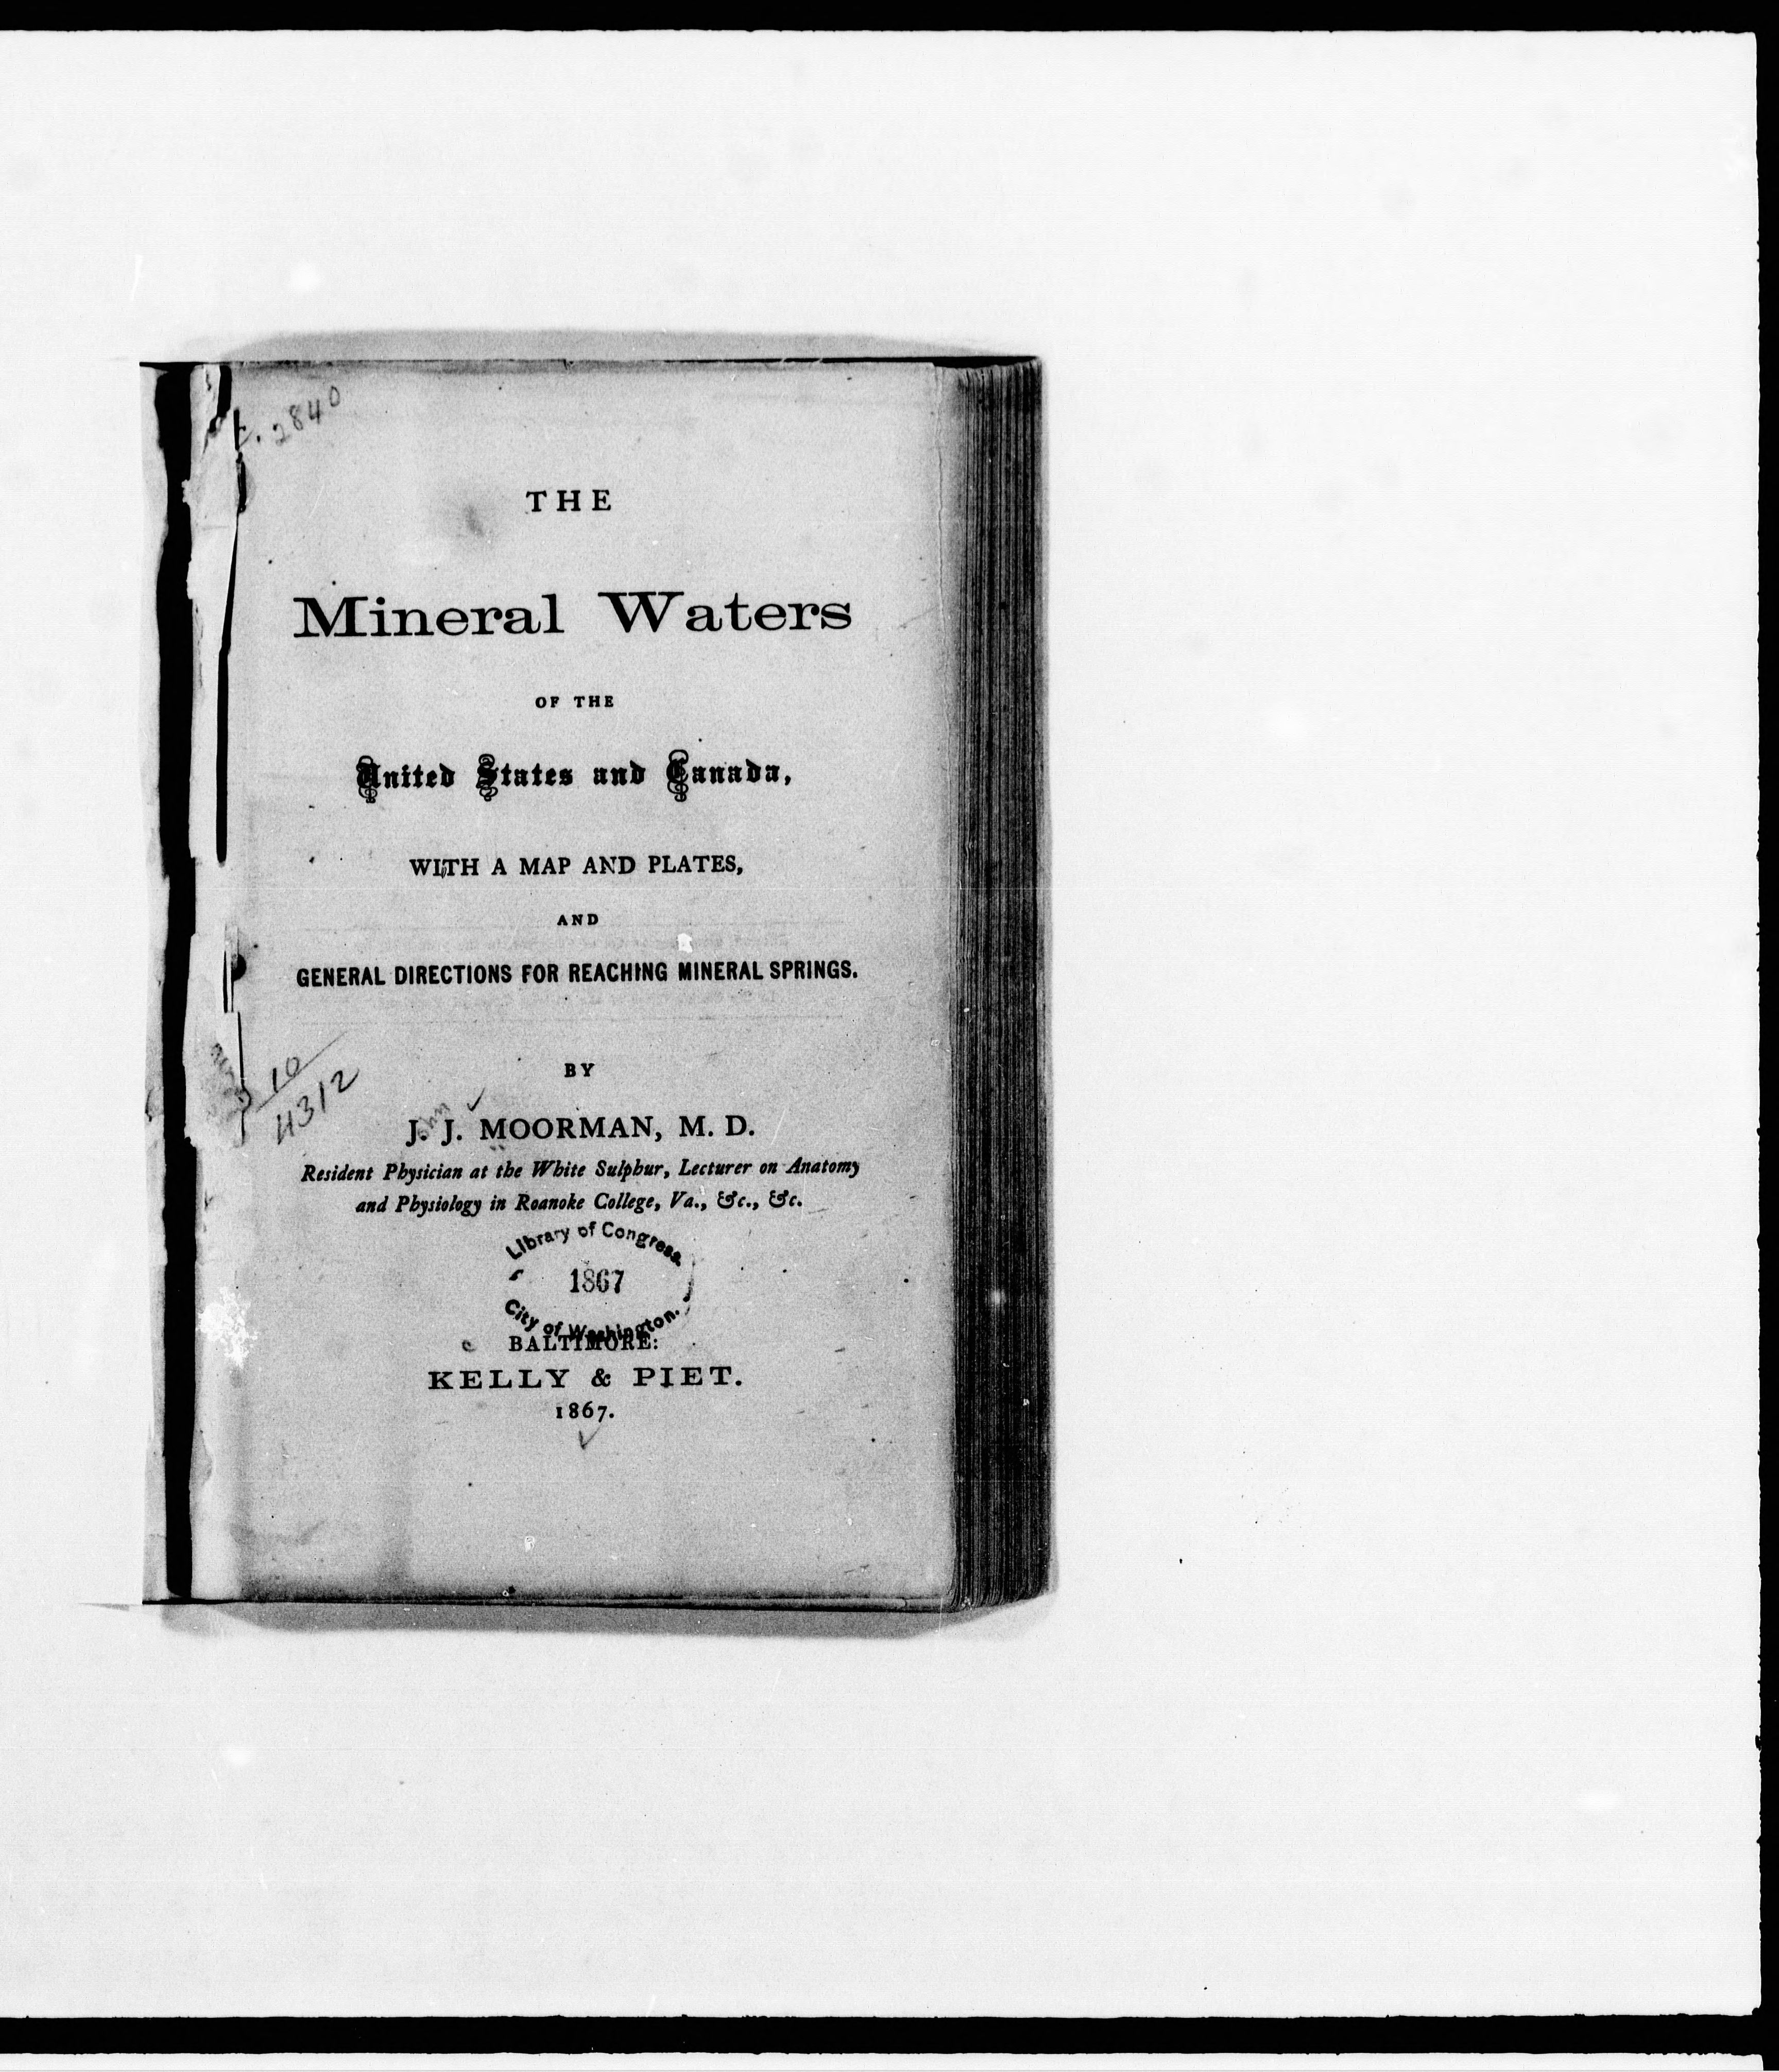 2840
THE
Mineral Waters
OF THE
United States and Canada,
WITH A MAP AND PLATES,
AND
GENERAL DIRECTIONS FOR REACHING MINERAL SPRINGS.
10
4312
BY
John
J. J. MOORMAN, M. D.
Resident Physician at the White Sulphur, Lecturer on Anatomy
and Physiology in Roanoke College, Va., &c., &c.
Library of Congress
1867
City of Washington.
BALTIMORE:
KELLY & PIET.
1867.